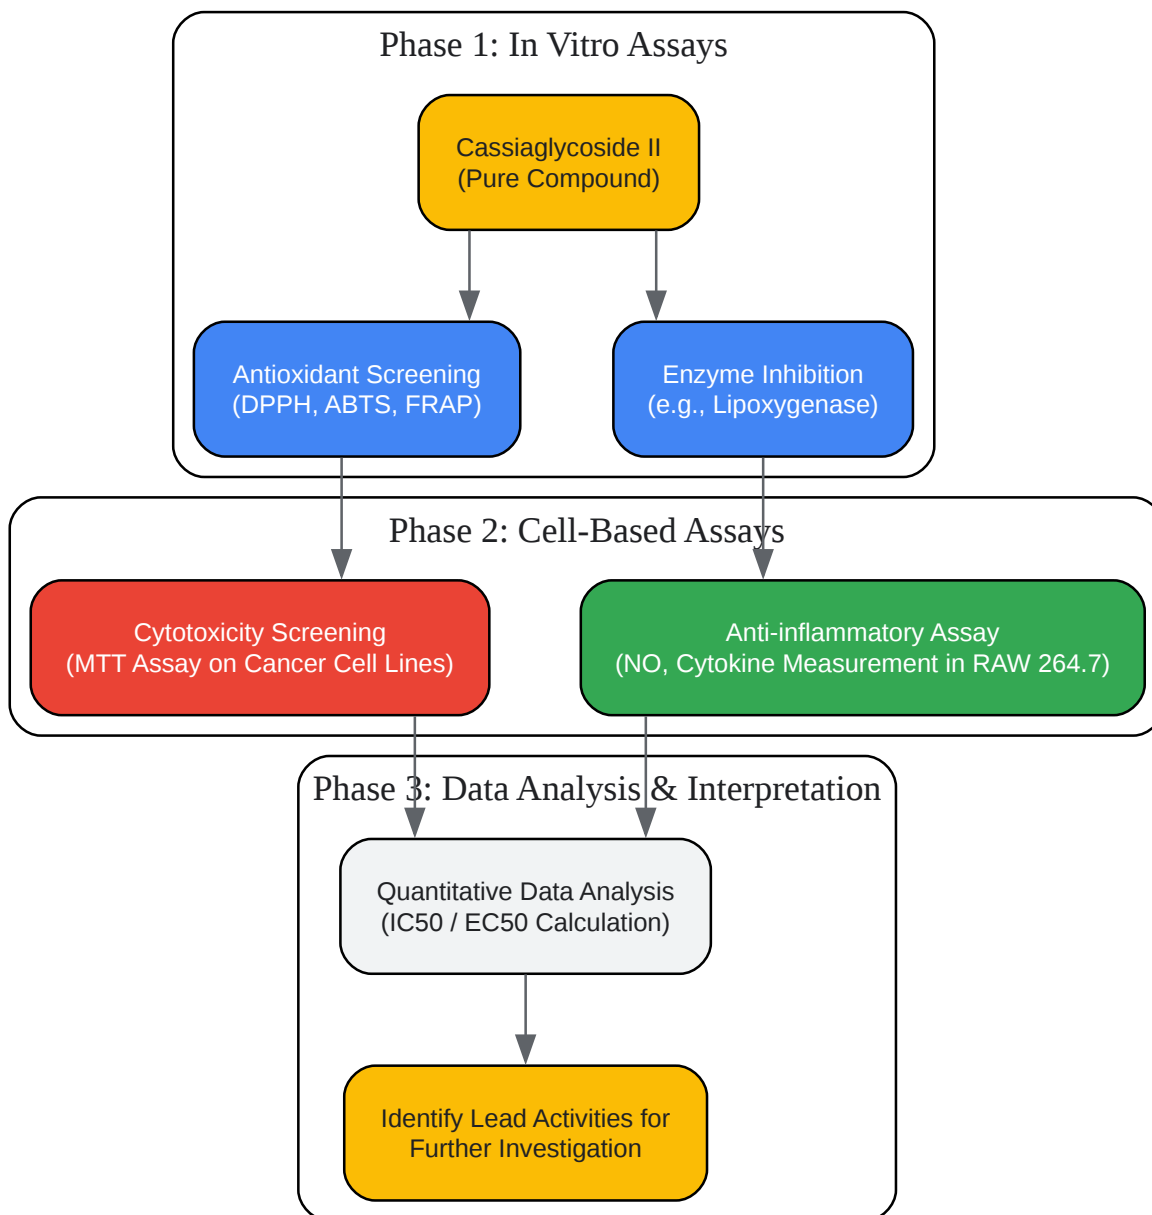 Phase 1: In Vitro Assays
Cassiaglycoside II
(Pure Compound)
Antioxidant Screening
(DPPH, ABTS, FRAP)
Enzyme Inhibition
(e.g., Lipoxygenase)
Phase 2: Cell-Based Assays
Cytotoxicity Screening
(MTT Assay on Cancer Cell Lines)
Anti-inflammatory Assay
(NO, Cytokine Measurement in RAW 264.7)
Phase 3: Data Analysis & Interpretation
Quantitative Data Analysis
(IC50 / EC50 Calculation)
Identify Lead Activities for
Further Investigation